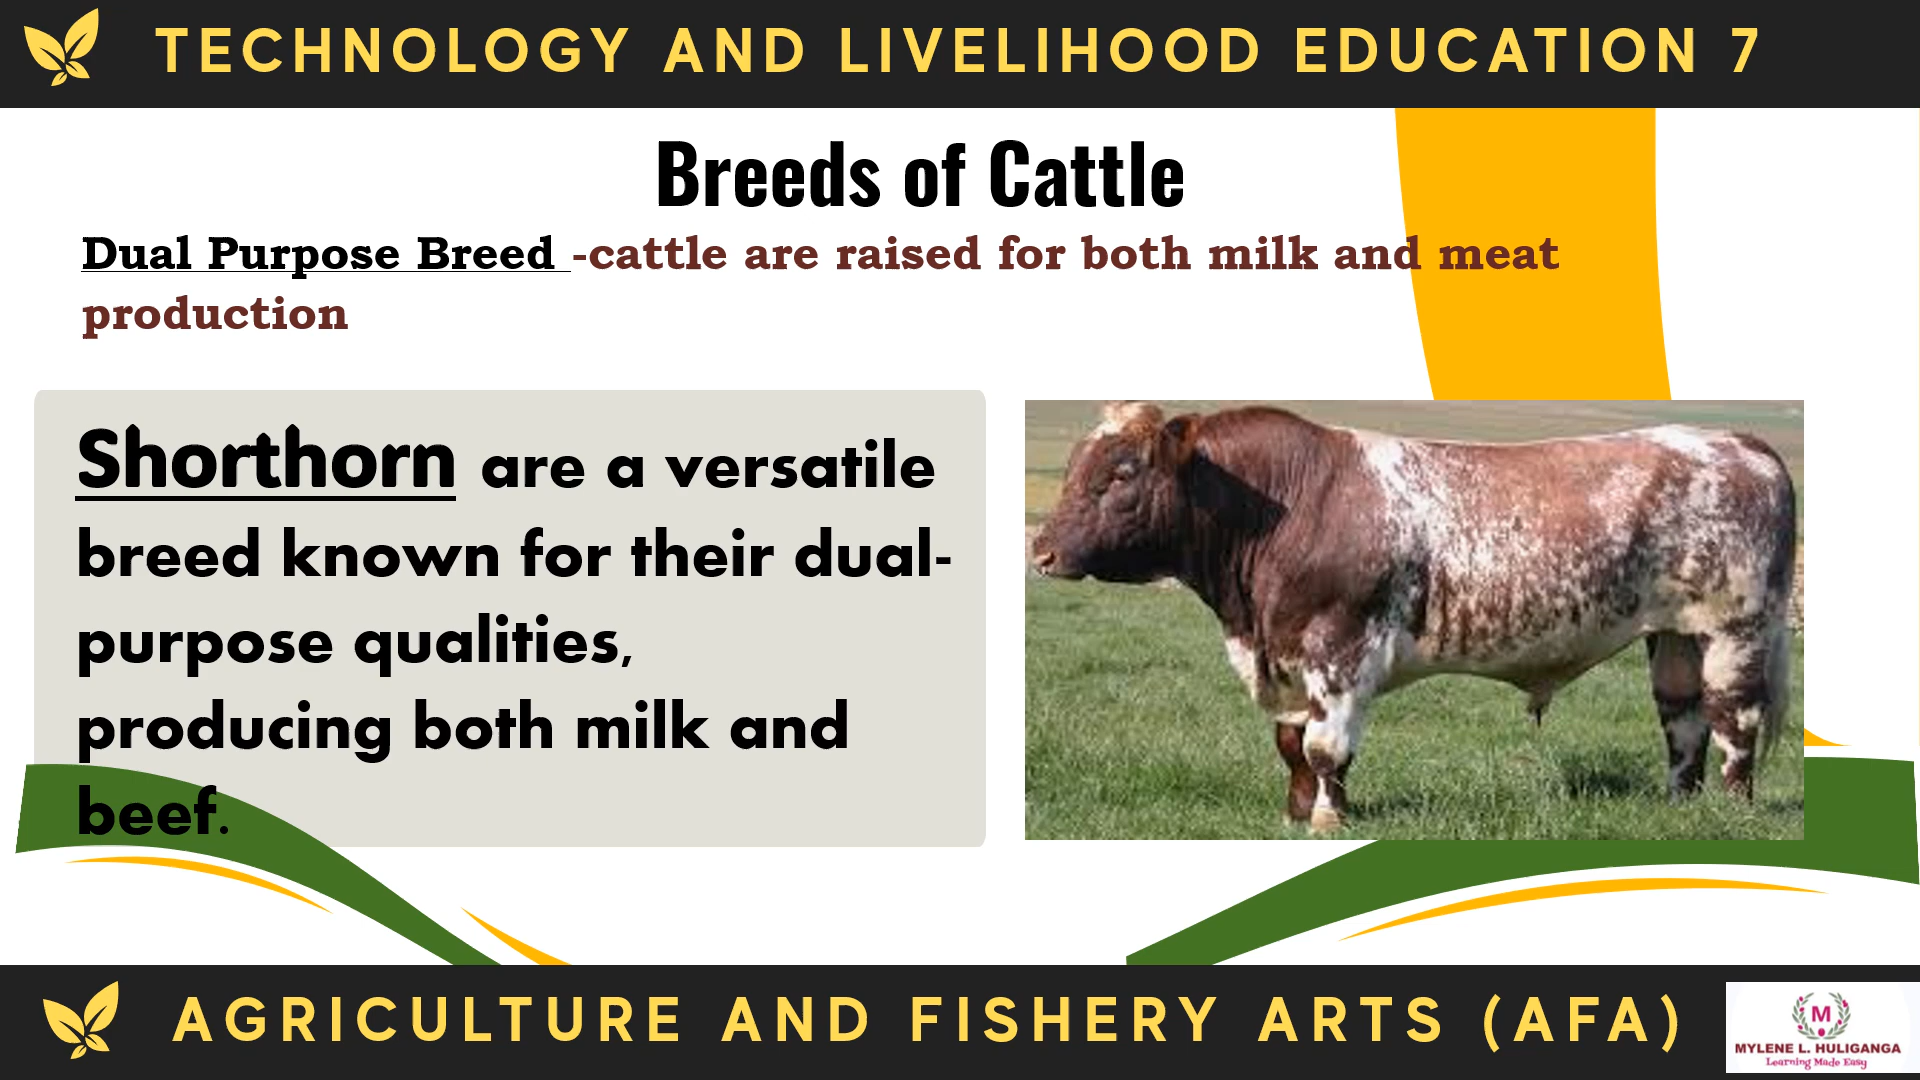 TECHNOLOGY AND LIVELIHOOD EDUCATION 7
Breeds of Cattle
Dual Purpose Breed -cattle are raised for both milk and meat
production
Shorthorn are a versatile
breed known for their dual-
purpose qualities,
producing both milk and
beef.
AGRICULTURE AND FISHERY ARTS (AFA)
M
MYLENE L. HULIGANGA
Learning Made Easy